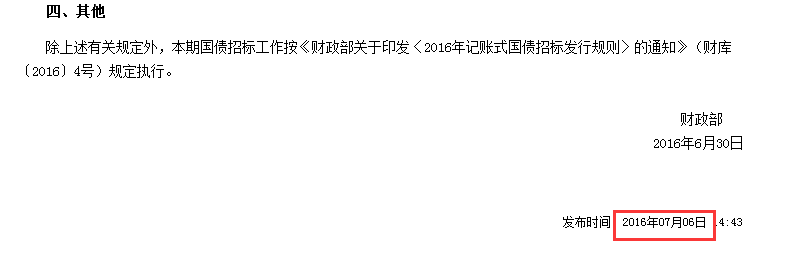 四、其他
除上述有关规定外，本期国债招标工作按《财政部关于印发〈2016年记账式国债招标发行规则〉的通知》（财库
〔2016〕4号）规定执行。
财政部
2016年6月30日
发布时间 2016年07月06日 4:43